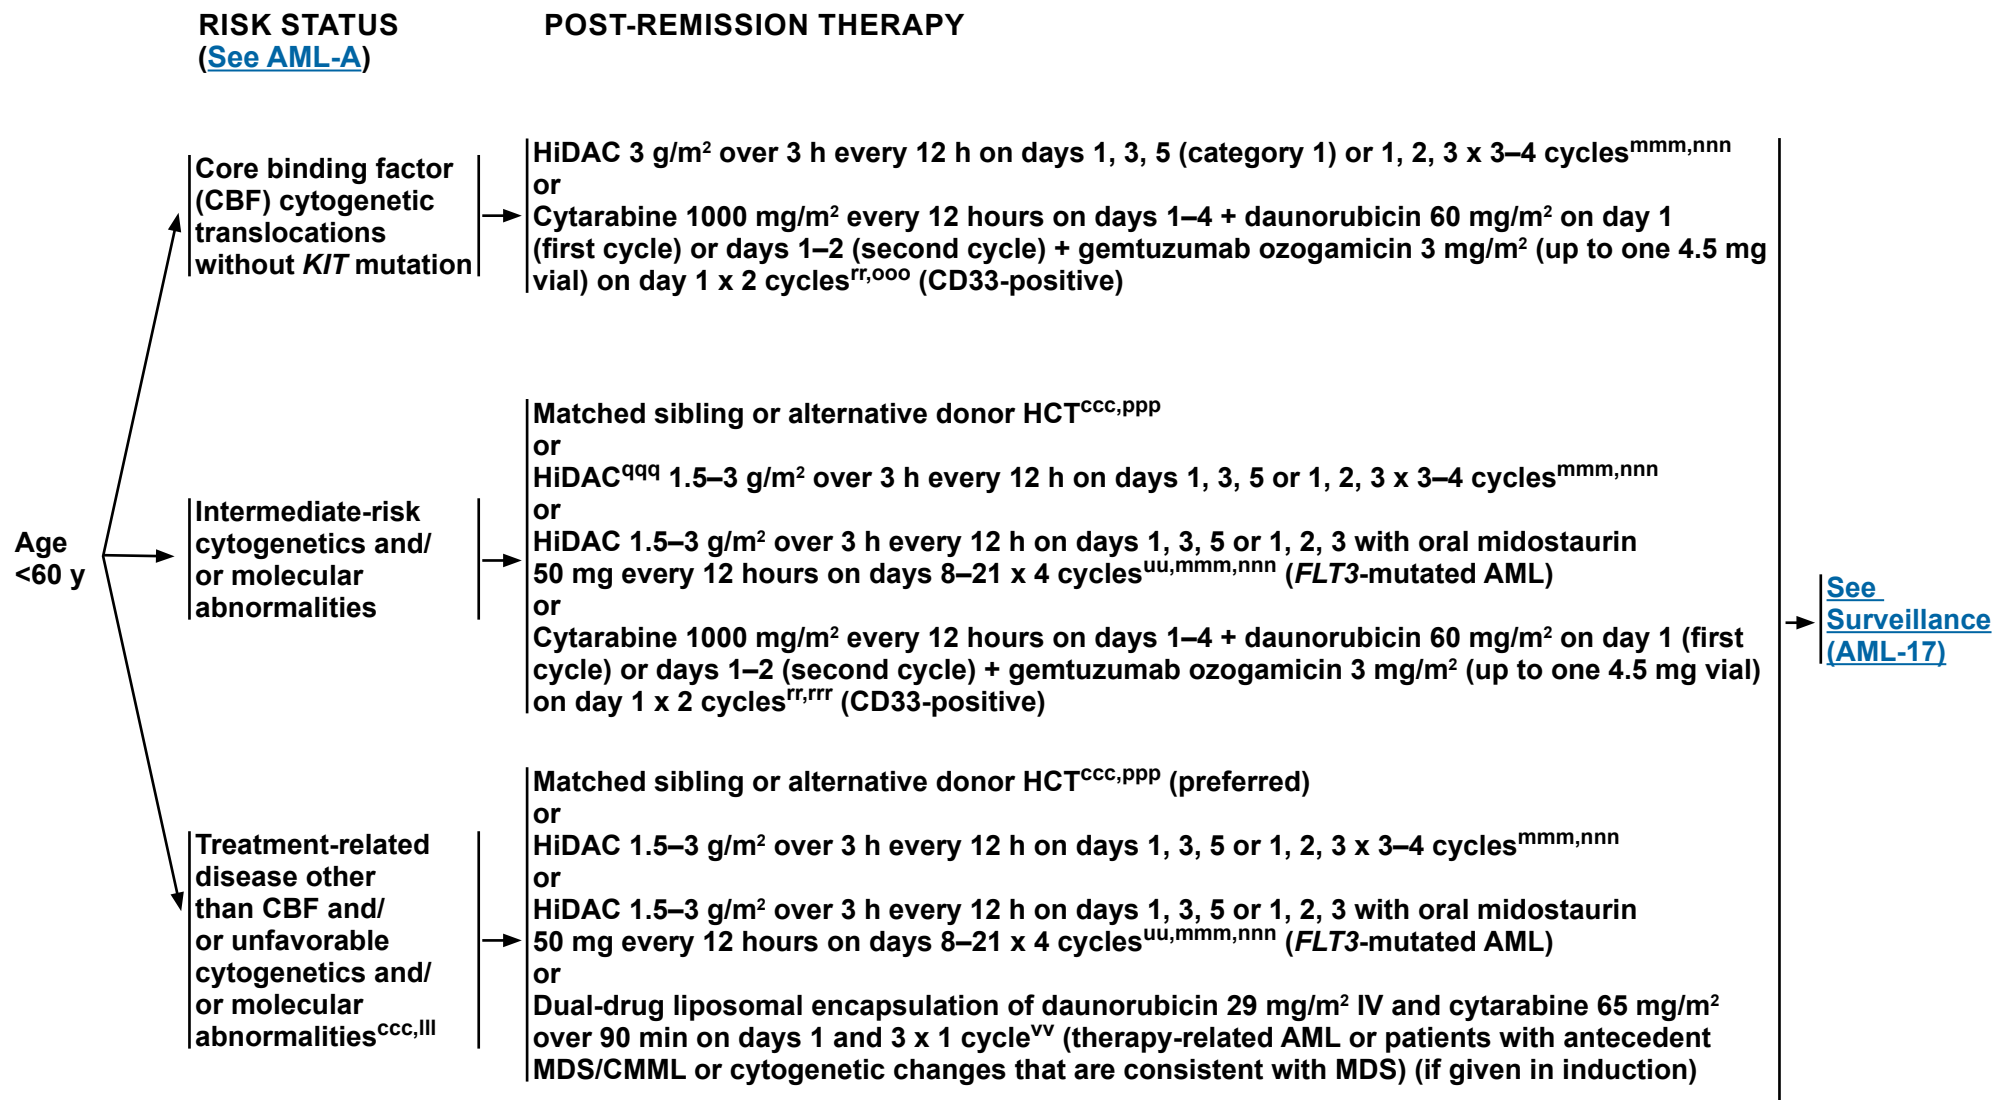 RISK STATUS
(See AML-A)
POST-REMISSION THERAPY
Age
<60 y
Core binding factor
(CBF) cytogenetic
translocations
without KIT mutation
HiDAC 3 g/m² over 3 h every 12 h on days 1, 3, 5 (category 1) or 1, 2, 3 x 3–4 cyclesmmm,nnn
or
Cytarabine 1000 mg/m² every 12 hours on days 1–4 + daunorubicin 60 mg/m² on day 1
(first cycle) or days 1–2 (second cycle) + gemtuzumab ozogamicin 3 mg/m² (up to one 4.5 mg
vial) on day 1 x 2 cyclesrr,ooo (CD33-positive)
Intermediate-risk
cytogenetics and/
or molecular
abnormalities
Matched sibling or alternative donor HCTccc,ppp
or
HiDACqqq 1.5–3 g/m² over 3 h every 12 h on days 1, 3, 5 or 1, 2, 3 x 3–4 cyclesmmm,nnn
or
HiDAC 1.5–3 g/m² over 3 h every 12 h on days 1, 3, 5 or 1, 2, 3 with oral midostaurin
50 mg every 12 hours on days 8–21 x 4 cyclesuu,mmm,nnn (FLT3-mutated AML)
or
Cytarabine 1000 mg/m² every 12 hours on days 1–4 + daunorubicin 60 mg/m² on day 1 (first
cycle) or days 1–2 (second cycle) + gemtuzumab ozogamicin 3 mg/m² (up to one 4.5 mg vial)
on day 1 x 2 cyclesrr,rrr (CD33-positive)
Treatment-related
disease other
than CBF and/
or unfavorable
cytogenetics and/
or molecular
abnormalitiesccc,lll
Matched sibling or alternative donor HCTccc,ppp (preferred)
or
HiDAC 1.5–3 g/m² over 3 h every 12 h on days 1, 3, 5 or 1, 2, 3 x 3–4 cyclesmmm,nnn
or
HiDAC 1.5–3 g/m² over 3 h every 12 h on days 1, 3, 5 or 1, 2, 3 with oral midostaurin
50 mg every 12 hours on days 8–21 x 4 cyclesuu,mmm,nnn (FLT3-mutated AML)
or
Dual-drug liposomal encapsulation of daunorubicin 29 mg/m² IV and cytarabine 65 mg/m²
over 90 min on days 1 and 3 x 1 cyclevv (therapy-related AML or patients with antecedent
MDS/CMML or cytogenetic changes that are consistent with MDS) (if given in induction)
See
Surveillance
(AML-17)